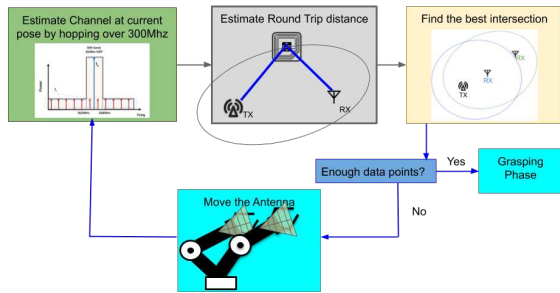 Estimate Channel at current
pose by hopping over 300Mhz
Estimate Round Trip distance
TX
RX
Find the best intersection
RX
RX
TX
Enough data points?
Yes
Grasping
Phase
No
Move the Antenna